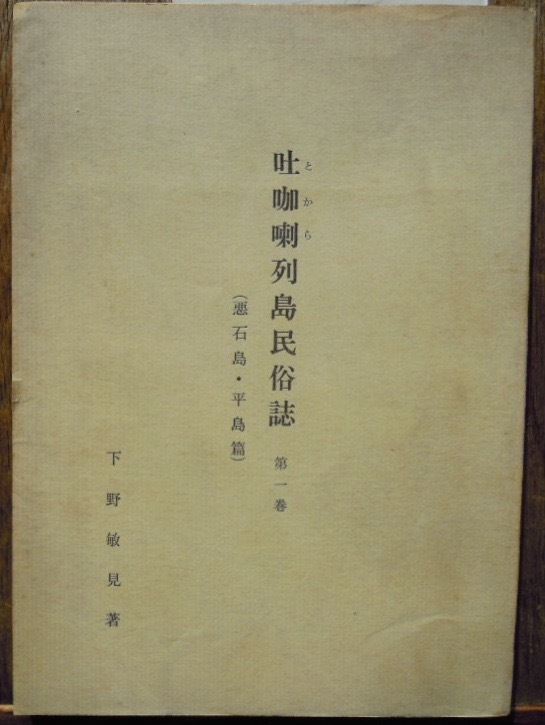 吐咖喇列島民俗誌 第一巻
とから
(悪石島・平島篇)
下野敏見著